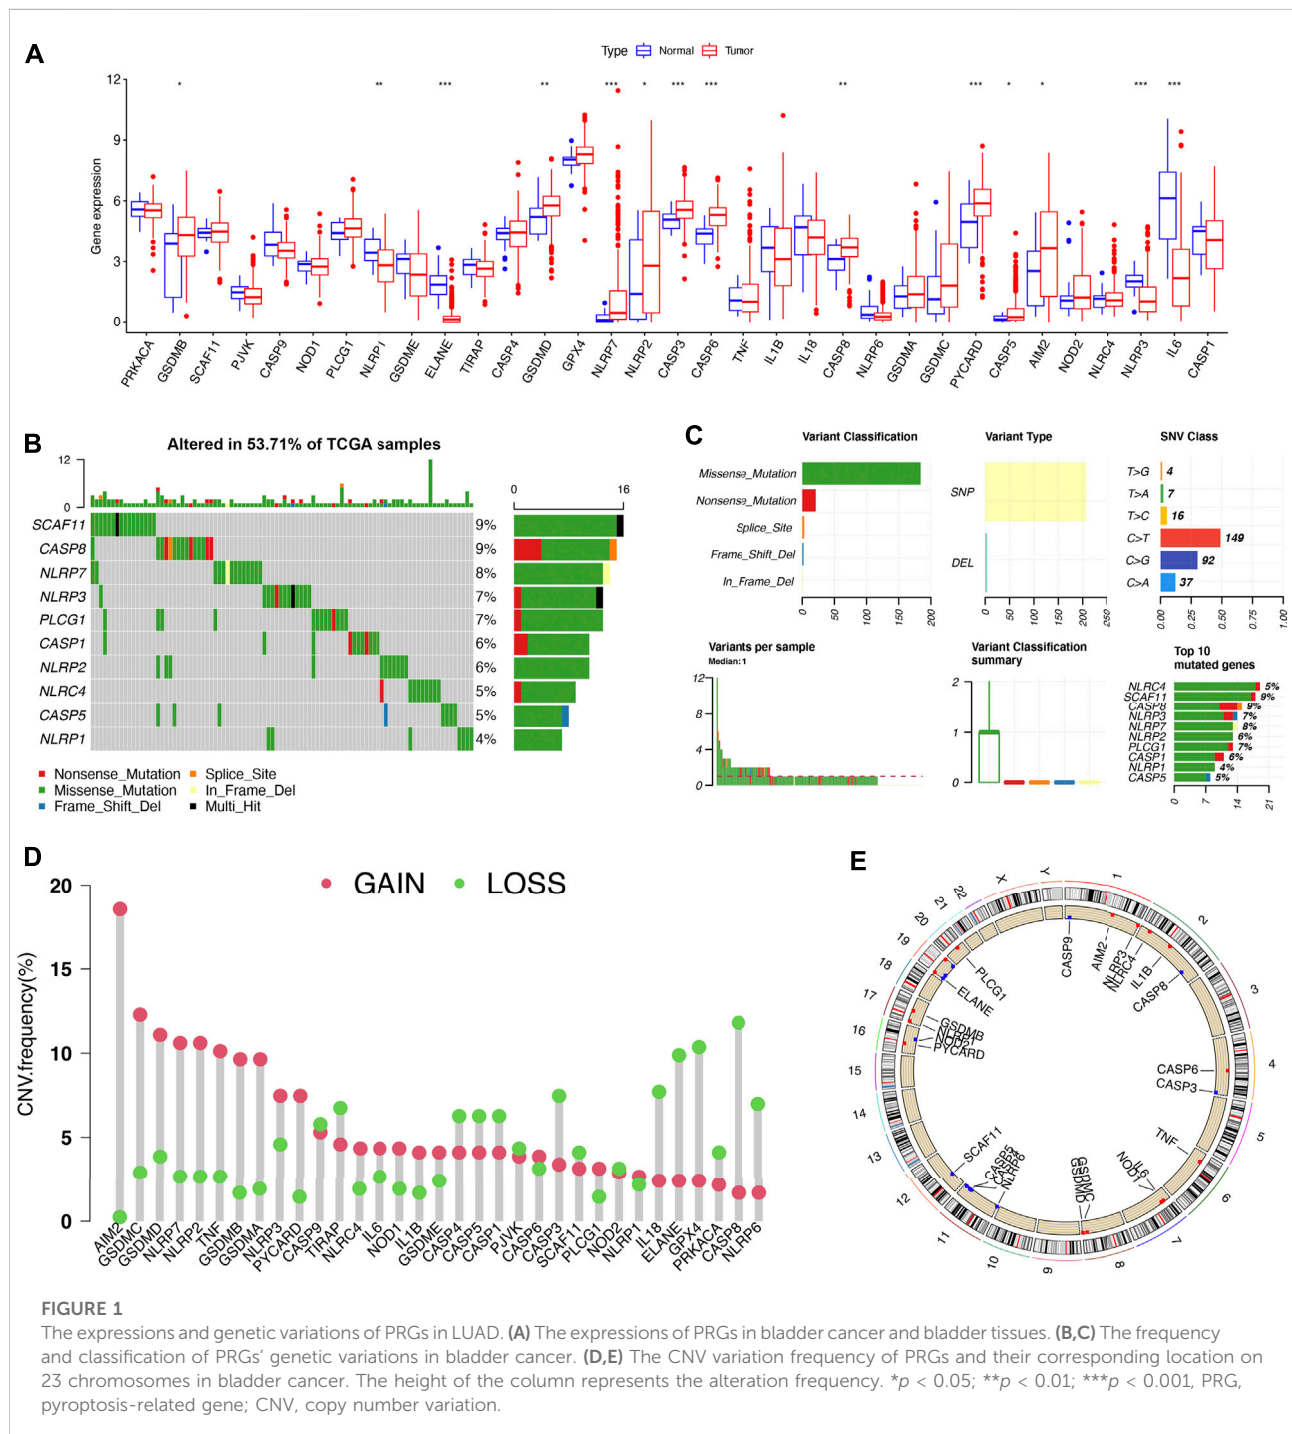 A
Type Normal Tumor
* ** *** ** *** * *** *** ** *** * * *** ***
Gene expression
12
9
6
3
0
PRKACA GSDMB SCAF11 PJVK CASP9 NOD1 PLCG1 NLRP1 GSDME ELANE TIRAP CASP4 GSDMD GPX4 NLRP7 NLRP2 CASP3 CASP6 TNF IL1B IL18 CASP8 NLRP6 GSDMA GSDMC PYCARD CASP5 AIM2 NOD2 NLRC4 NLRP3 IL6 CASP1
B
Altered in 53.71% of TCGA samples
12
0
0 16
SCAF11 9%
CASP8 9%
NLRP7 8%
NLRP3 7%
PLCG1 7%
CASP1 6%
NLRP2 6%
NLRC4 5%
CASP5 5%
NLRP1 4%
Nonsense_Mutation Splice_Site
Missense_Mutation In_Frame_Del
Frame_Shift_Del Multi_Hit
C
Variant Classification
Missense_Mutation
Nonsense_Mutation
Splice_Site
Frame_Shift_Del
In_Frame_Del
0 50 100 150 200
Variant Type
SNP
DEL
0 50 100 150 200 250
SNV Class
T>G 4
T>A 7
T>C 16
C>T 149
C>G 92
C>A 37
0.00 0.25 0.50 0.75 1.00
Variants per sample
Median: 1
12
8
4
0
Variant Classification
summary
2
1
0
Top 10
mutated genes
NLRC4 5%
SCAF11 9%
CASP8 9%
NLRP3 7%
NLRP7 8%
NLRP2 6%
PLCG1 7%
CASP1 6%
NLRP1 4%
CASP5 5%
0 7 14 21
D
GAIN LOSS
CNV.frequency(%)
20
15
10
5
0
AIM2 GSDMC GSDMD NLRP7 NLRP2 TNF GSDMB GSDMA NLRP3 PYCARD CASP9 TIRAP NLRC4 IL6 NOD1 IL1B GSDME CASP4 CASP5 CASP1 PJVK CASP6 CASP3 SCAF11 PLCG1 NOD2 NLRP1 IL18 ELANE GPX4 PRKACA CASP8 NLRP6
E
1 2 3 4 5 6 7 8 9 10 11 12 13 14 15 16 17 18 19 20 21 22 X Y
CASP9
AIM2
NLRP3
NLRC4
IL1B
CASP8
CASP6
CASP3
TNF
IL6
NOD1
GSDMC
GSDMD
NLRP6
CASP5
SCAF11
PYCARD
NOD2
NLRP1
GSDMB
ELANE
PLCG1
FIGURE 1
The expressions and genetic variations of PRGs in LUAD. (A) The expressions of PRGs in bladder cancer and bladder tissues. (B,C) The frequency
and classification of PRGs' genetic variations in bladder cancer. (D,E) The CNV variation frequency of PRGs and their corresponding location on
23 chromosomes in bladder cancer. The height of the column represents the alteration frequency. *p < 0.05; **p < 0.01; ***p < 0.001, PRG,
pyroptosis-related gene; CNV, copy number variation.